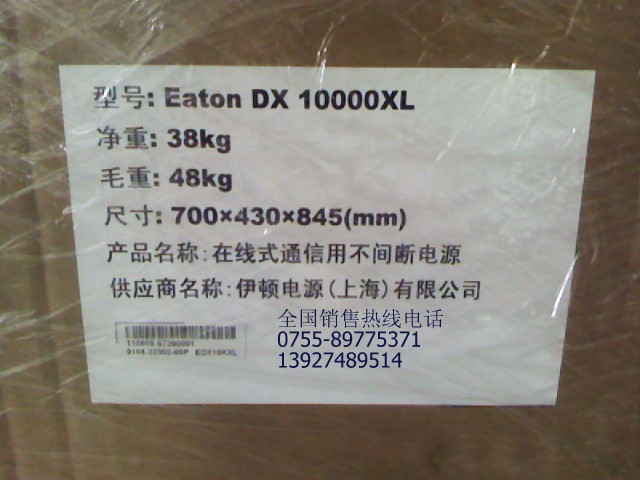 型号: Eaton DX 10000XL
净重: 38kg
毛重: 48kg
尺寸: 700×430×845(mm)
产品名称: 在线式通信用不间断电源
供应商名称: 伊顿电源(上海)有限公司
全国销售热线电话
0755-89775371
13927489514
EDX10KXL